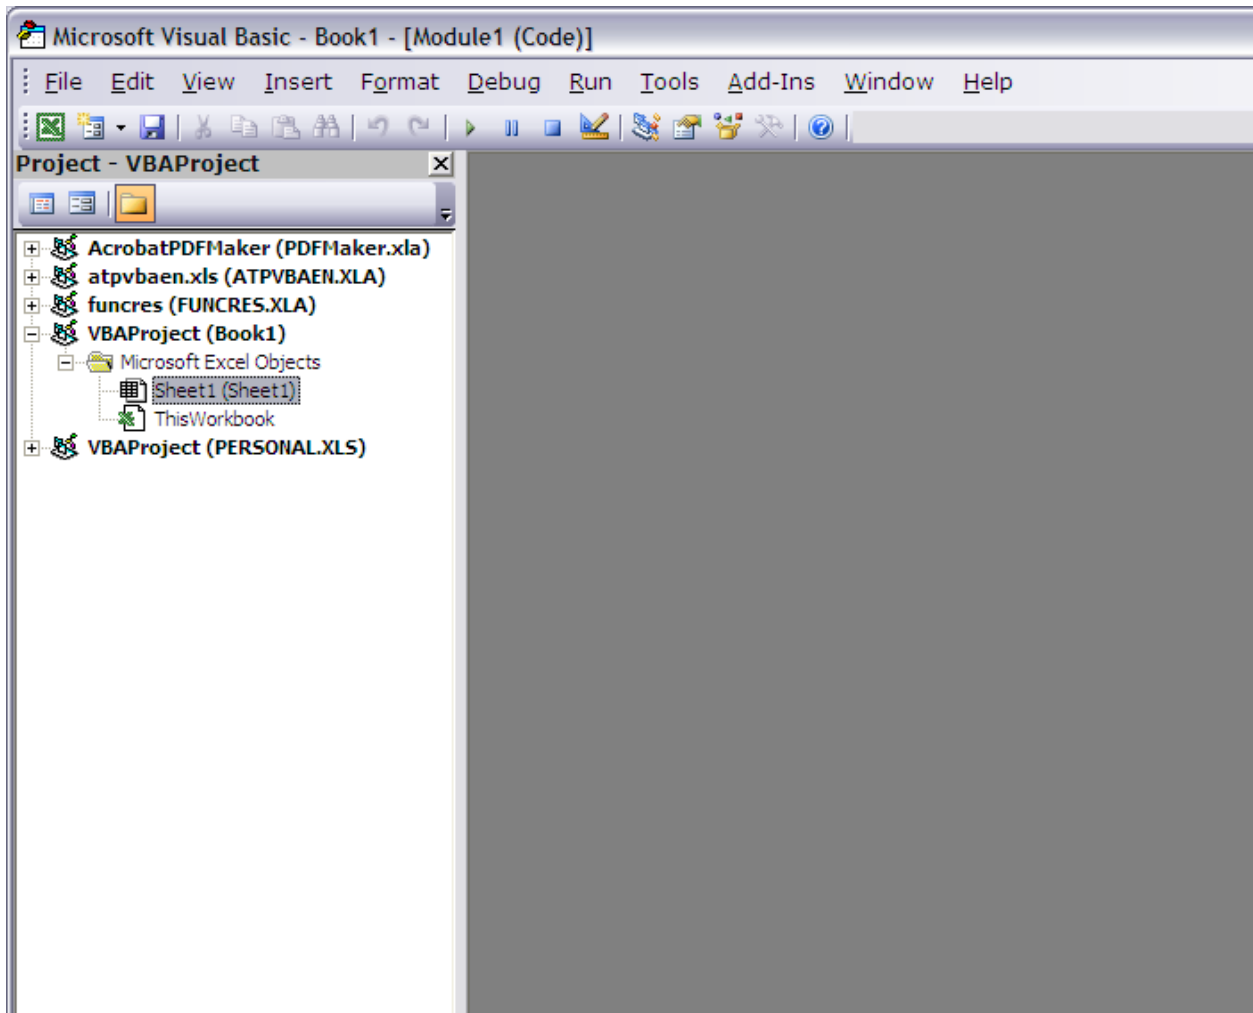 Microsoft Visual Basic - Book1 - [Module1 (Code)]
File Edit View Insert Format Debug Run Tools Add-Ins Window Help
Project - VBAProject
AcrobatPDFMaker (PDFMaker.xla)
atpvbaen.xls (ATPVBAEN.XLA)
funcres (FUNCRES.XLA)
VBAProject (Book1)
Microsoft Excel Objects
Sheet1 (Sheet1)
ThisWorkbook
VBAProject (PERSONAL.XLS)